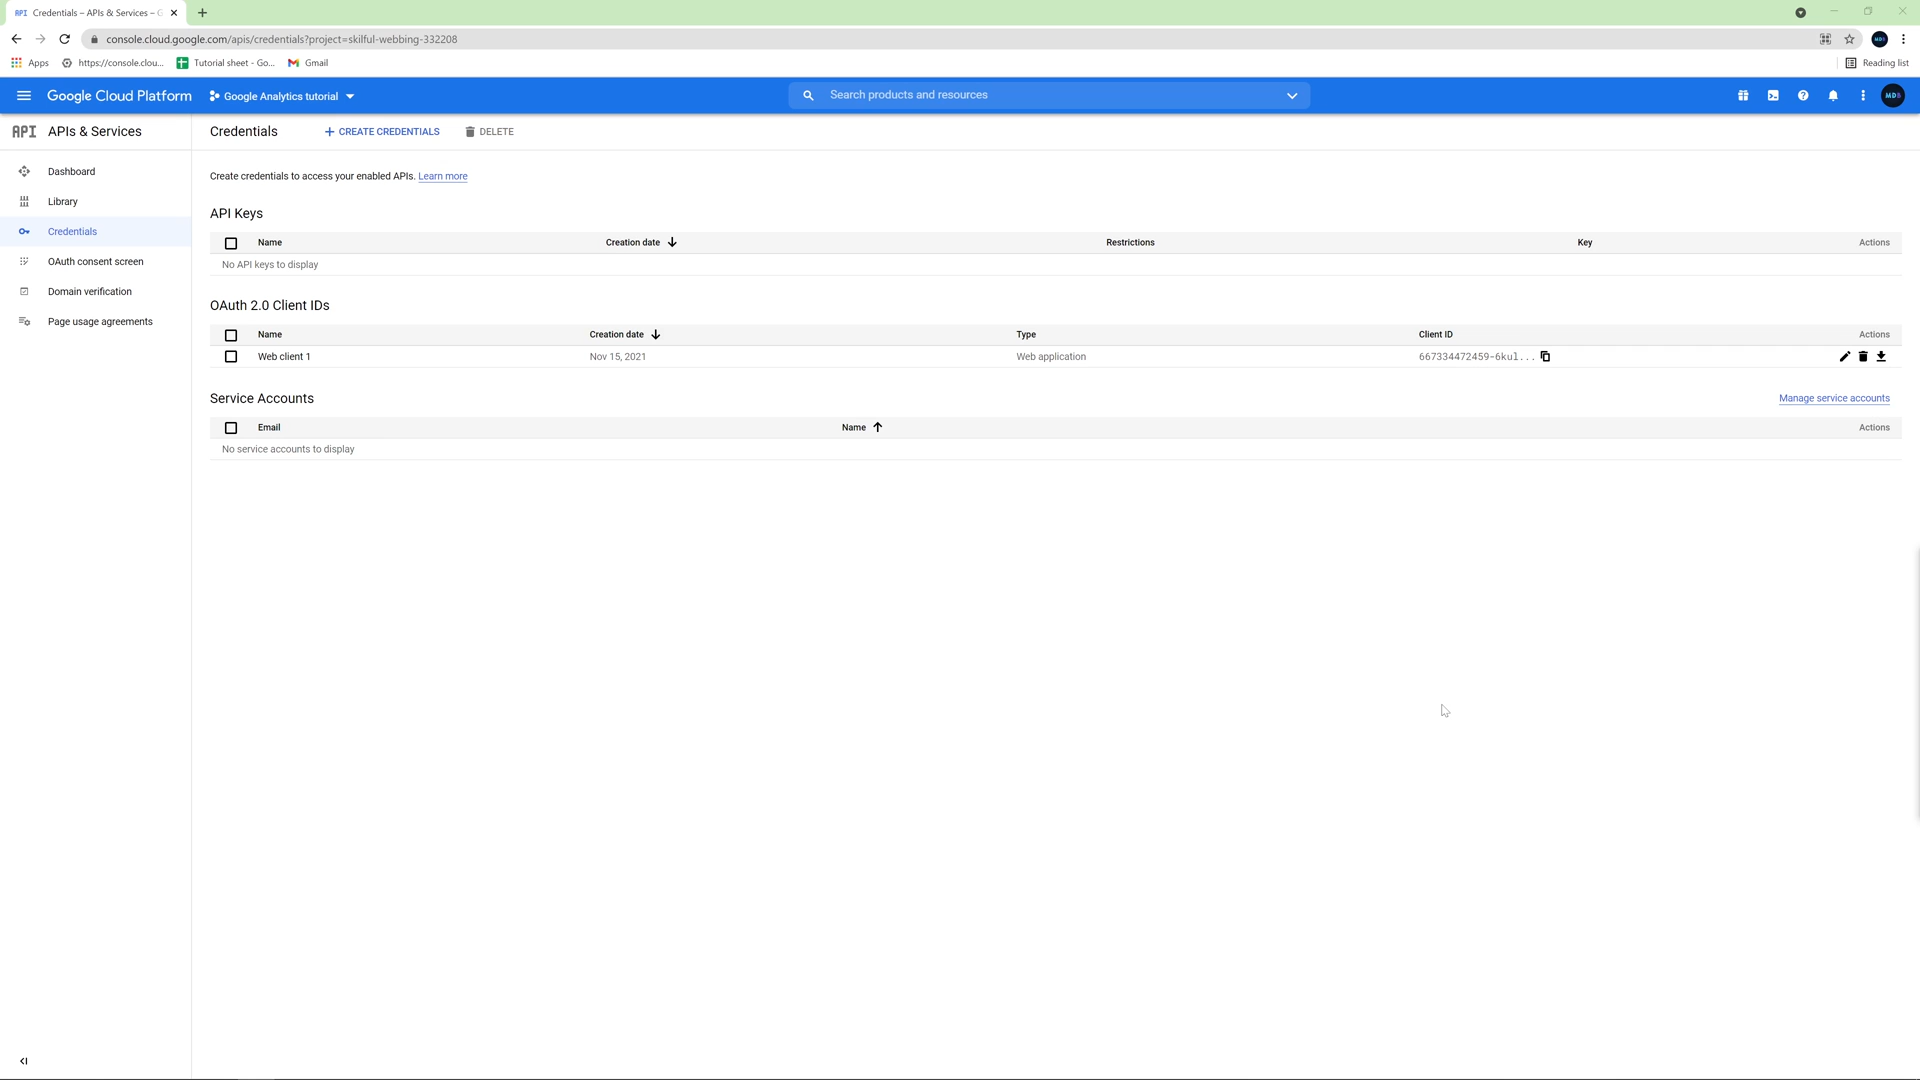 API Credentials – APIs & Services – G
console.cloud.google.com/apis/credentials?project=skilful-webbing-332208
Apps https://console.clou... Tutorial sheet - Go... Gmail Reading list
Google Cloud Platform Google Analytics tutorial Search products and resources MDS
API APIs & Services Credentials CREATE CREDENTIALS DELETE
Dashboard
Library
Credentials
OAuth consent screen
Domain verification
Page usage agreements
Create credentials to access your enabled APIs. Learn more
API Keys
Name Creation date Restrictions Key Actions
No API keys to display
OAuth 2.0 Client IDs
Name Creation date Type Client ID Actions
Web client 1 Nov 15, 2021 Web application 667334472459-6kul...
Service Accounts Manage service accounts
Email Name Actions
No service accounts to display